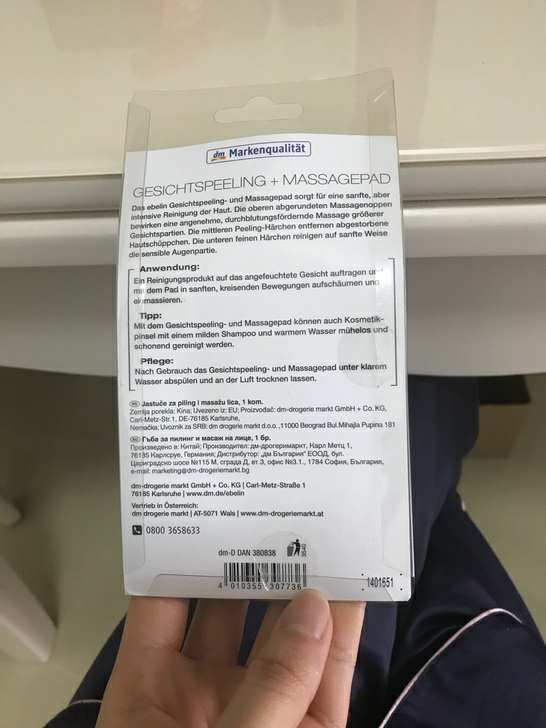 dm Markenqualität
GESICHTSPEELING + MASSAGEPAD
Das ebelin Gesichtspeeling- und Massagepad sorgt für eine sanfte, aber
intensive Reinigung der Haut. Die oberen abgerundeten Massagenoppen
bewirken eine angenehme, durchblutungsfördernde Massage größerer
Gesichtspartien. Die mittleren Peeling-Härchen entfernen abgestorbene
Hautschüppchen. Die unteren feinen Härchen reinigen auf sanfte Weise
die sensible Augenpartie.
Anwendung:
Ein Reinigungsprodukt auf das angefeuchtete Gesicht auftragen und
mit dem Pad in sanften, kreisenden Bewegungen aufschäumen und
einmassieren.
Tipp:
Mit dem Gesichtspeeling- und Massagepad können auch Kosmetik-
pinsel mit einem milden Shampoo und warmem Wasser mühelos und
schonend gereinigt werden.
Pflege:
Nach Gebrauch das Gesichtspeeling- und Massagepad unter klarem
Wasser abspülen und an der Luft trocknen lassen.
Jastuče za piling i masažu lica, 1 kom.
Zemlja porekla: Kina; Uvozeno iz: EU; Proizvođač: dm-drogerie markt GmbH + Co. KG,
Carl-Metz-Str.1, DE-76185 Karlsruhe,
Nemačka; Uvoznik za SRB: dm drogerie markt d.o.o. ,11000 Beograd Bul.Mihajla Pupina 181
Гъба за пилинг и масаж на лице, 1 бр.
Произведено в: Китай; Производител: дм-дрогеримаркт, Карл Метц 1,
76185 Карлсруе, Германия; Дистрибутор: „дм България" ЕООД, бул.
Цариградско шосе №115 М, сграда Д, ет.3, офис №3.1., 1784 София, България,
e-mail: marketing@dm-drogeriemarkt.bg
dm-drogerie markt GmbH + Co. KG | Carl-Metz-Straße 1
76185 Karlsruhe | www.dm.de/ebelin
Vertrieb in Österreich:
dm drogerie markt | AT-5071 Wals | www.dm-drogeriemarkt.at
0800 3658633
dm-D DAN 380838
4 010355 307736
1401651